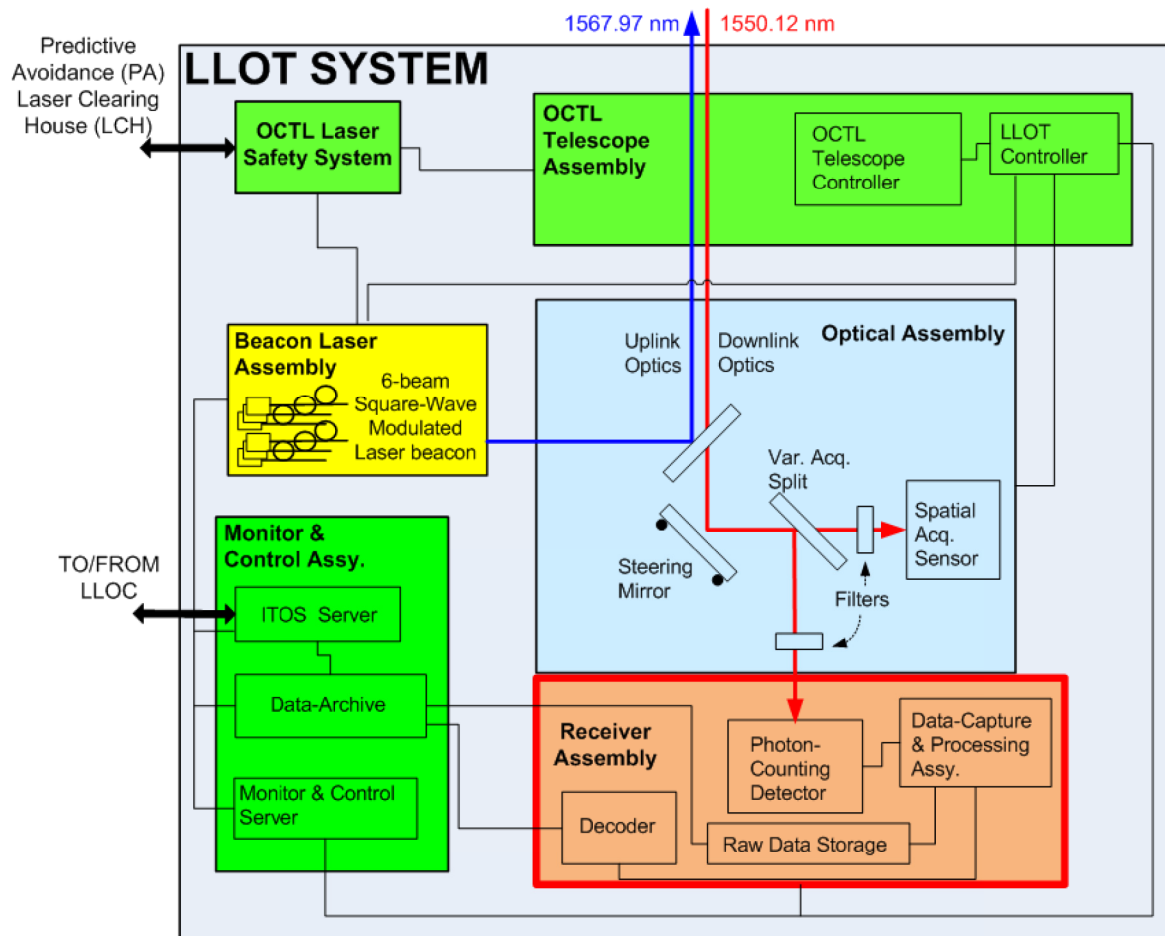 1567.97 nm
1550.12 nm
Predictive
Avoidance (PA)
Laser Clearing
House (LCH)
LLOT SYSTEM
OCTL Laser
Safety System
OCTL
Telescope
Assembly
OCTL
Telescope
Controller
LLOT
Controller
Beacon Laser
Assembly
6-beam
Square-Wave
Modulated
Laser beacon
Uplink
Optics
Downlink
Optics
Optical Assembly
Var. Acq.
Split
Spatial
Acq.
Sensor
Steering
Mirror
Filters
Monitor &
Control Assy.
TO/FROM
LLOC
ITOS Server
Data-Archive
Monitor & Control
Server
Receiver
Assembly
Photon-
Counting
Detector
Data-Capture
& Processing
Assy.
Decoder
Raw Data Storage